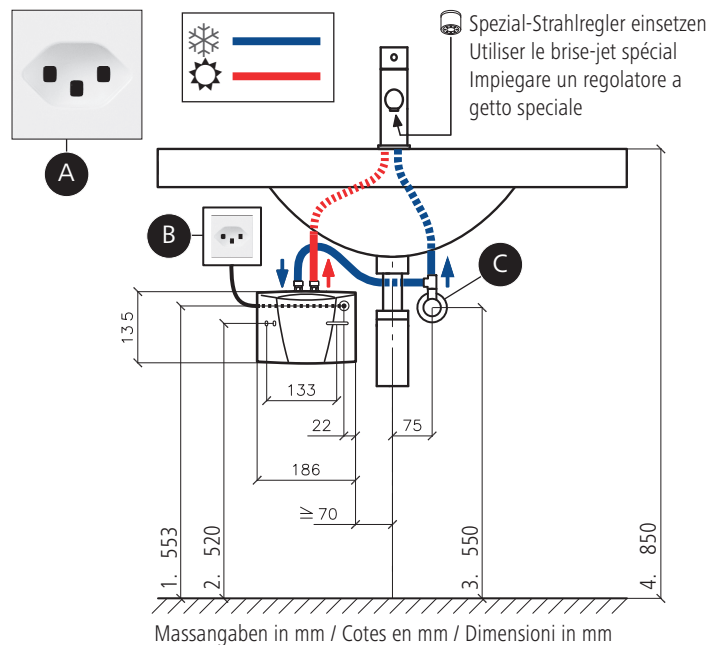 Spezial-Strahlregler einsetzen
Utiliser le brise-jet spécial
Impiegare un regolatore a
getto speciale
A
B
C
135
133
22
75
186
≥ 70
1. 553
2. 520
3. 550
4. 850
Massangaben in mm / Cotes en mm / Dimensioni in mm